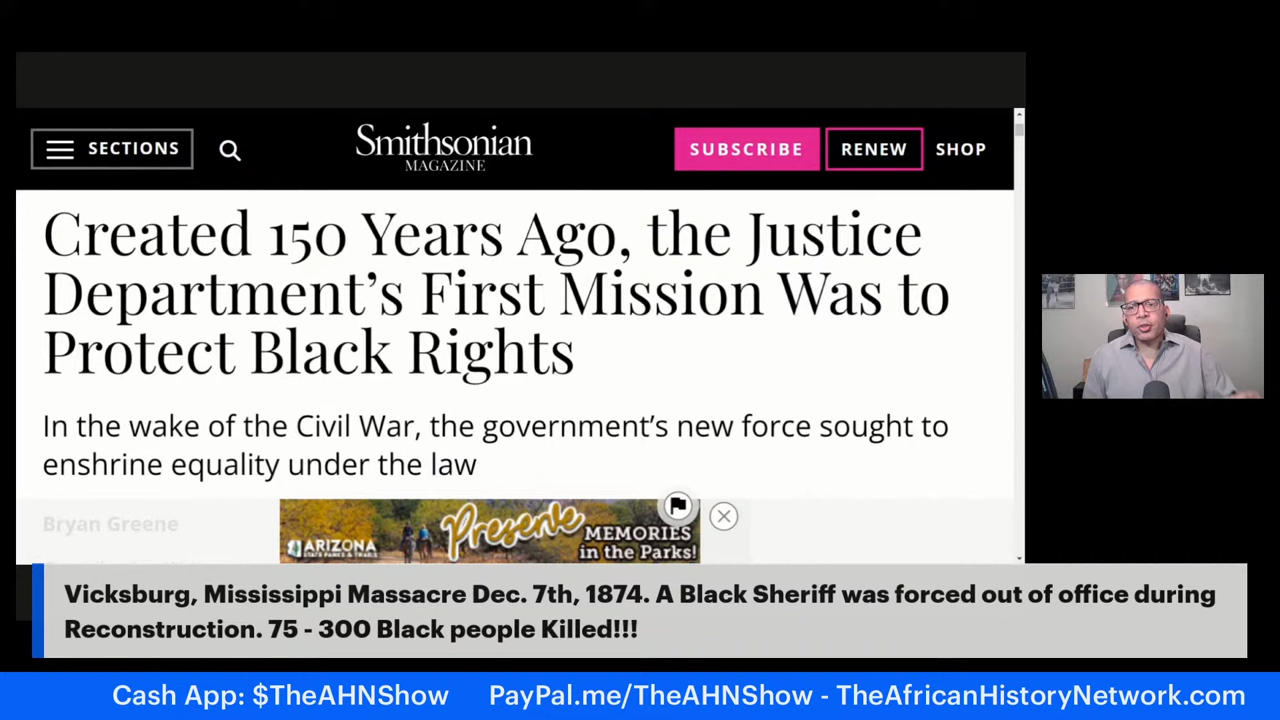 SECTIONS
Smithsonian
MAGAZINE
SUBSCRIBE
RENEW
SHOP
Created 150 Years Ago, the Justice
Department’s First Mission Was to
Protect Black Rights
In the wake of the Civil War, the government’s new force sought to
enshrine equality under the law
Bryan Greene
ARIZONA
STATE PARKS & TRAILS
Preserve
MEMORIES
in the Parks!
Vicksburg, Mississippi Massacre Dec. 7th, 1874. A Black Sheriff was forced out of office during
Reconstruction. 75 - 300 Black people Killed!!!
Cash App: $TheAHNShow PayPal.me/TheAHNShow - TheAfricanHistoryNetwork.com